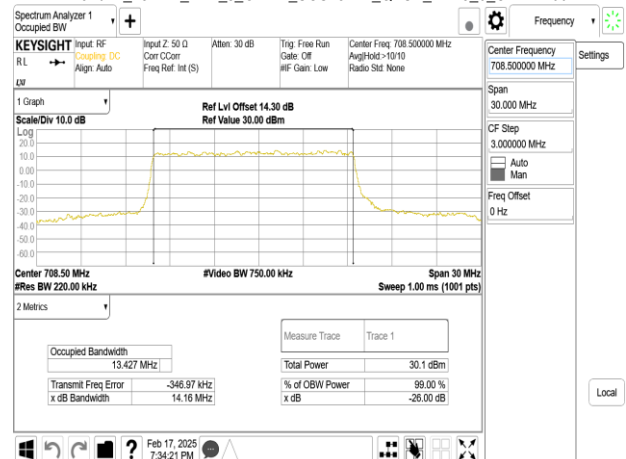 Spectrum Analyzer 1
Occupied BW
Frequency
KEYSIGHT
RL
LXI
Input: RF
Coupling: DC
Align: Auto
Input Z: 50 Ω
Corr CCorr
Freq Ref: Int (S)
Atten: 30 dB
Trig: Free Run
Gate: Off
#IF Gain: Low
Center Freq: 708.500000 MHz
Avg|Hold:>10/10
Radio Std: None
Center Frequency
708.500000 MHz
Settings
Span
30.000 MHz
CF Step
3.000000 MHz
Auto
Man
Freq Offset
0 Hz
1 Graph
Scale/Div 10.0 dB
Ref Lvl Offset 14.30 dB
Ref Value 30.00 dBm
Log
20.0
10.0
0.00
-10.0
-20.0
-30.0
-40.0
-50.0
-60.0
Center 708.50 MHz
#Video BW 750.00 kHz
Span 30 MHz
#Res BW 220.00 kHz
Sweep 1.00 ms (1001 pts)
2 Metrics
Measure Trace
Trace 1
Occupied Bandwidth
13.427 MHz
Total Power
30.1 dBm
Transmit Freq Error
-346.97 kHz
% of OBW Power
99.00 %
x dB Bandwidth
14.16 MHz
x dB
-26.00 dB
Local
?
Feb 17, 2025
7:34:21 PM